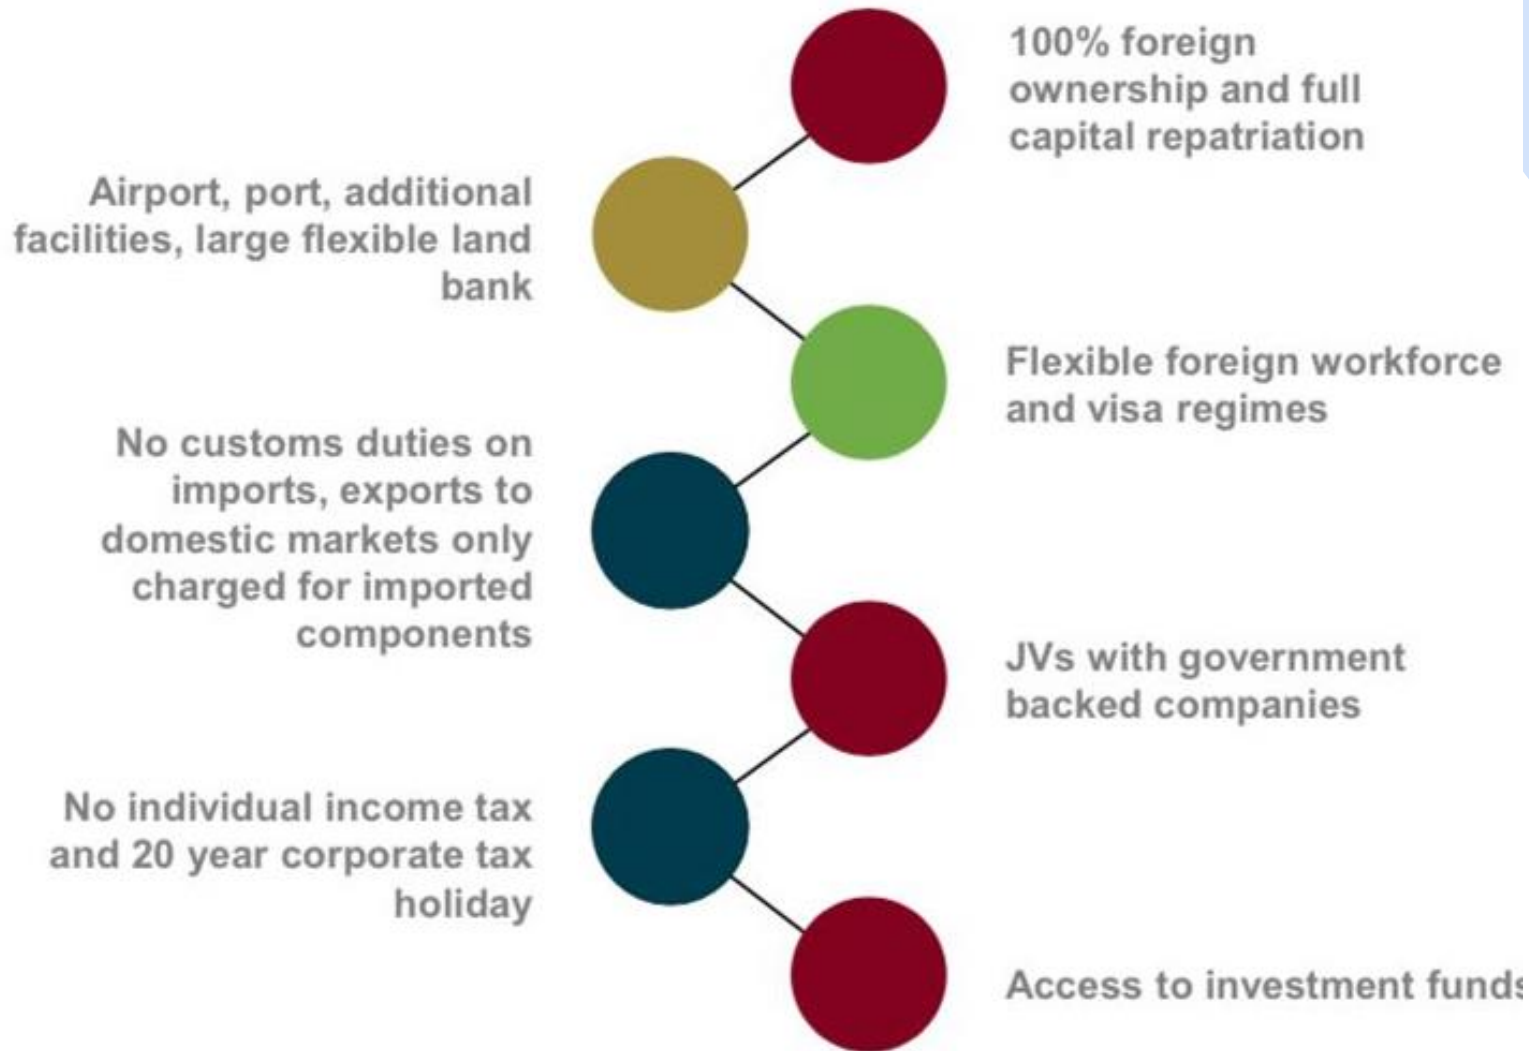 100% foreign
ownership and full
capital repatriation
Airport, port, additional
facilities, large flexible land
bank
Flexible foreign workforce
and visa regimes
No customs duties on
imports, exports to
domestic markets only
charged for imported
components
JVs with government
backed companies
No individual income tax
and 20 year corporate tax
holiday
Access to investment funds